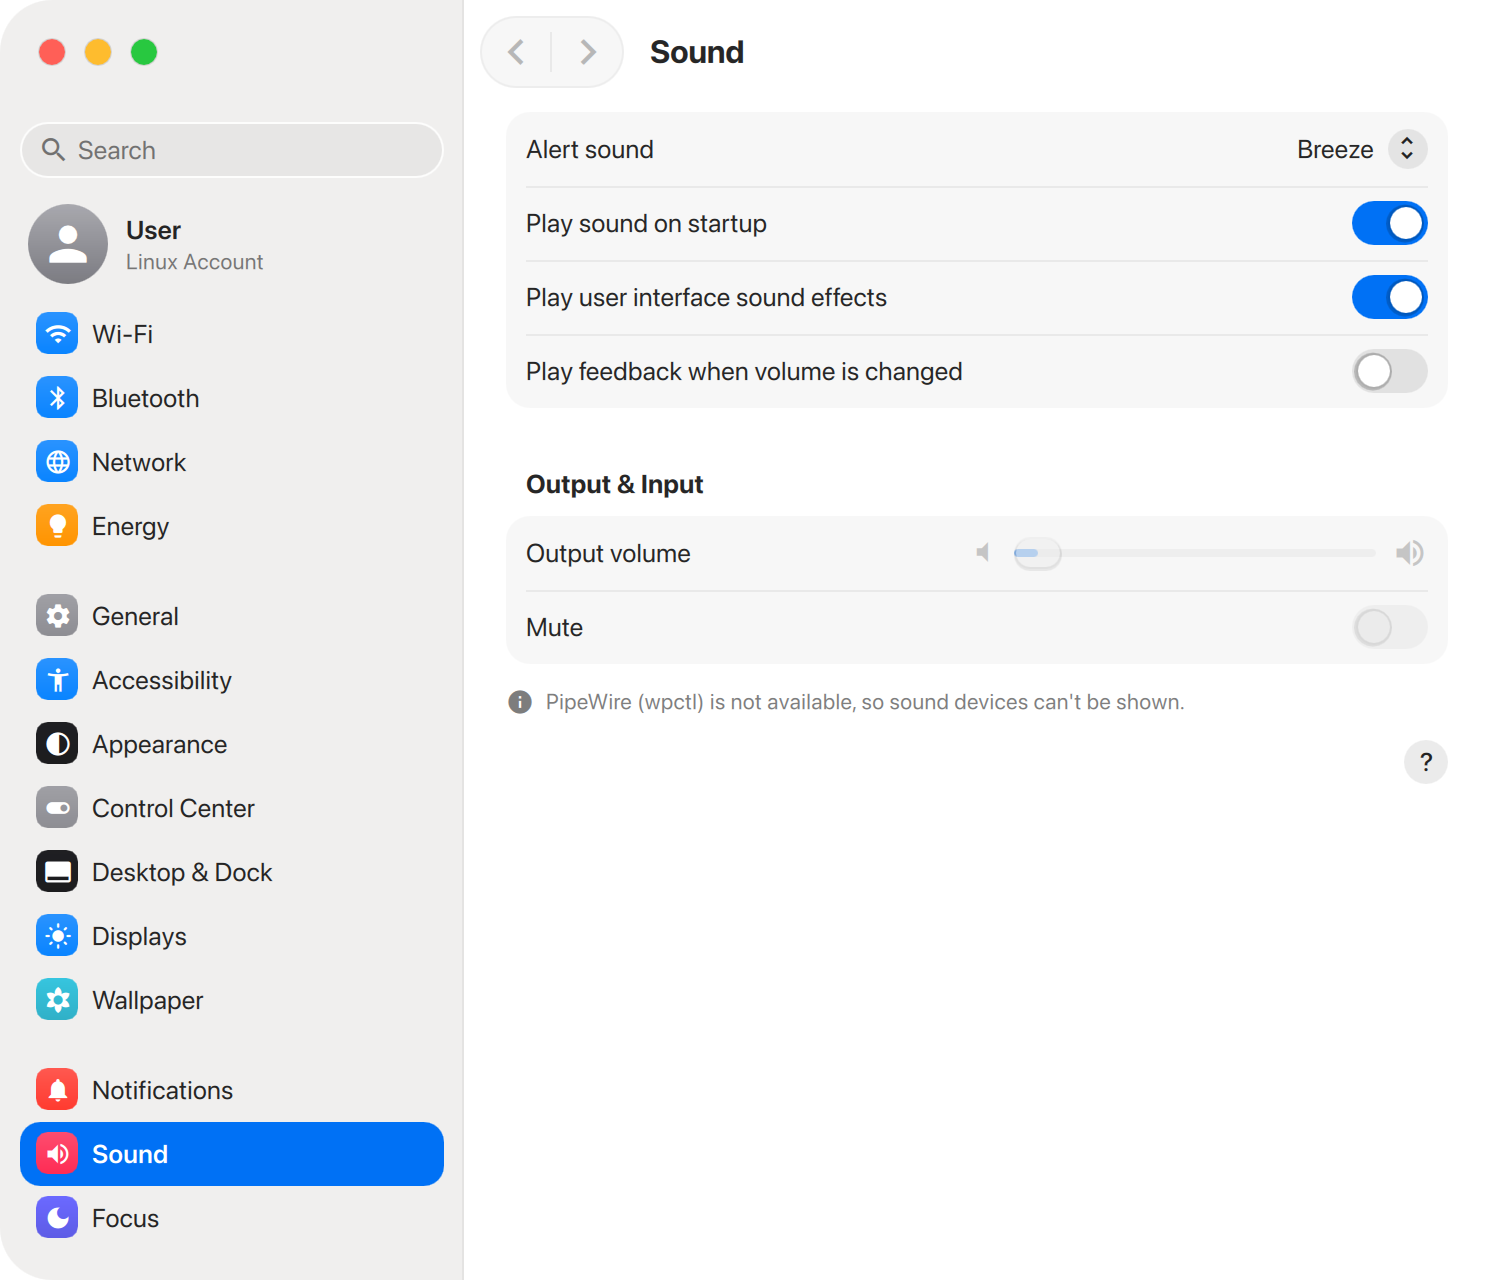 Sound
Search
User
Linux Account
Wi-Fi
Bluetooth
Network
Energy
General
Accessibility
Appearance
Control Center
Desktop & Dock
Displays
Wallpaper
Notifications
Sound
Focus
Alert sound Breeze
Play sound on startup
Play user interface sound effects
Play feedback when volume is changed
Output & Input
Output volume
Mute
PipeWire (wpctl) is not available, so sound devices can't be shown.
?